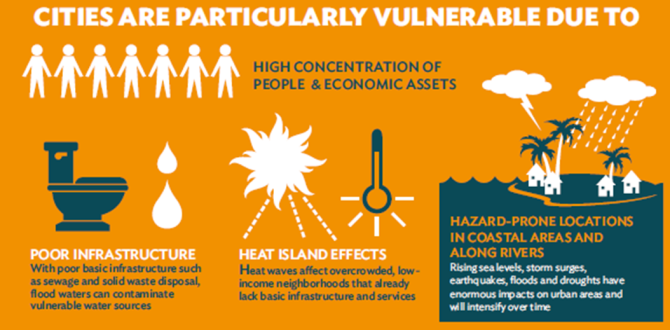 CITIES ARE PARTICULARLY VULNERABLE DUE TO
HIGH CONCENTRATION OF
PEOPLE & ECONOMIC ASSETS
POOR INFRASTRUCTURE
With poor basic infrastructure such
as sewage and solid waste disposal,
flood waters can contaminate
vulnerable water sources
HEAT ISLAND EFFECTS
Heat waves affect overcrowded, low-
income neighborhoods that already
lack basic infrastructure and services
HAZARD-PRONE LOCATIONS
IN COASTAL AREAS AND
ALONG RIVERS
Rising sea levels, storm surges,
earthquakes, floods and droughts have
enormous impacts on urban areas and
will intensify over time